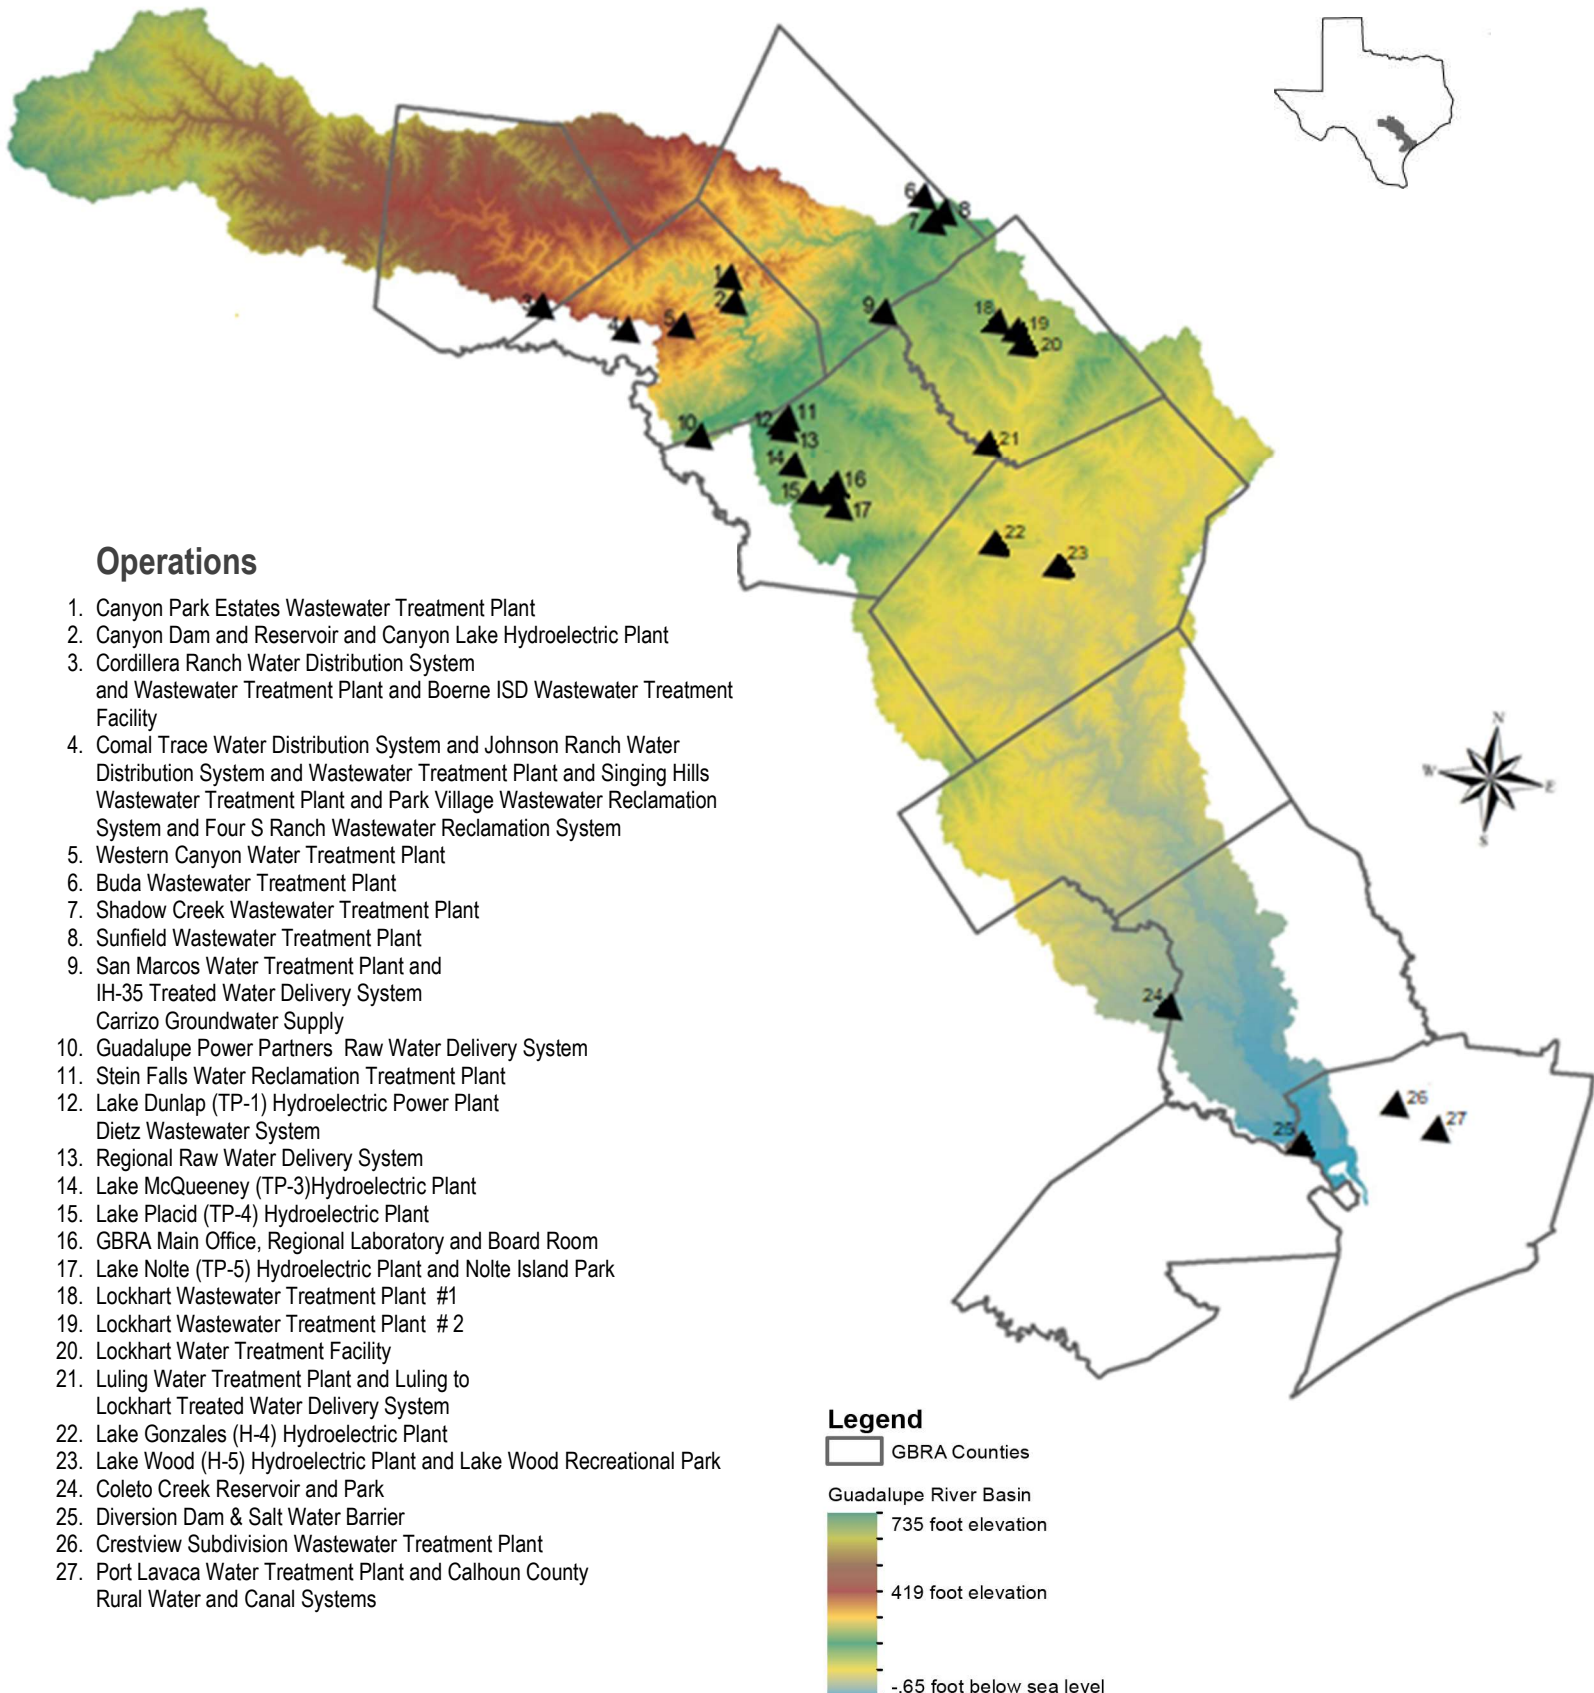 6
8
7
1
2
3
4
5
9
18
19
20
10
12
11
13
14
15
16
17
21
22
23
Operations
1. Canyon Park Estates Wastewater Treatment Plant
2. Canyon Dam and Reservoir and Canyon Lake Hydroelectric Plant
3. Cordillera Ranch Water Distribution System
and Wastewater Treatment Plant and Boerne ISD Wastewater Treatment
Facility
4. Comal Trace Water Distribution System and Johnson Ranch Water
Distribution System and Wastewater Treatment Plant and Singing Hills
Wastewater Treatment Plant and Park Village Wastewater Reclamation
System and Four S Ranch Wastewater Reclamation System
5. Western Canyon Water Treatment Plant
6. Buda Wastewater Treatment Plant
7. Shadow Creek Wastewater Treatment Plant
8. Sunfield Wastewater Treatment Plant
9. San Marcos Water Treatment Plant and
IH-35 Treated Water Delivery System
Carrizo Groundwater Supply
10. Guadalupe Power Partners Raw Water Delivery System
11. Stein Falls Water Reclamation Treatment Plant
12. Lake Dunlap (TP-1) Hydroelectric Power Plant
Dietz Wastewater System
13. Regional Raw Water Delivery System
14. Lake McQueeney (TP-3)Hydroelectric Plant
15. Lake Placid (TP-4) Hydroelectric Plant
16. GBRA Main Office, Regional Laboratory and Board Room
17. Lake Nolte (TP-5) Hydroelectric Plant and Nolte Island Park
18. Lockhart Wastewater Treatment Plant #1
19. Lockhart Wastewater Treatment Plant # 2
20. Lockhart Water Treatment Facility
21. Luling Water Treatment Plant and Luling to
Lockhart Treated Water Delivery System
22. Lake Gonzales (H-4) Hydroelectric Plant
23. Lake Wood (H-5) Hydroelectric Plant and Lake Wood Recreational Park
24. Coleto Creek Reservoir and Park
25. Diversion Dam & Salt Water Barrier
26. Crestview Subdivision Wastewater Treatment Plant
27. Port Lavaca Water Treatment Plant and Calhoun County
Rural Water and Canal Systems
N
W
E
S
24
25
26
27
Legend
GBRA Counties
Guadalupe River Basin
735 foot elevation
419 foot elevation
-.65 foot below sea level